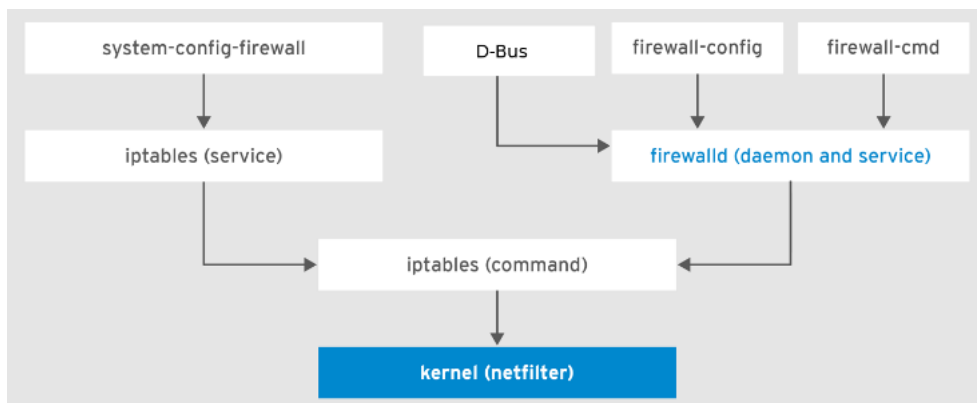 system-config-firewall
D-Bus
firewall-config
firewall-cmd
iptables (service)
firewalld (daemon and service)
iptables (command)
kernel (netfilter)